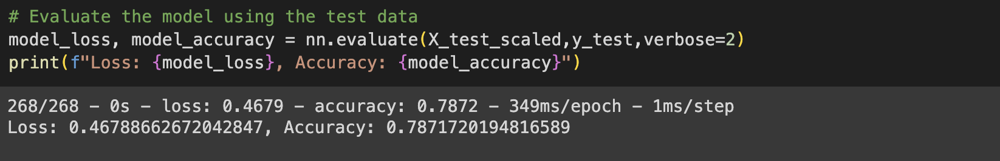 # Evaluate the model using the test data
model_loss, model_accuracy = nn.evaluate(X_test_scaled,y_test,verbose=2)
print(f"Loss: {model_loss}, Accuracy: {model_accuracy}")
268/268 - 0s - loss: 0.4679 - accuracy: 0.7872 - 349ms/epoch - 1ms/step
Loss: 0.46788662672042847, Accuracy: 0.7871720194816589